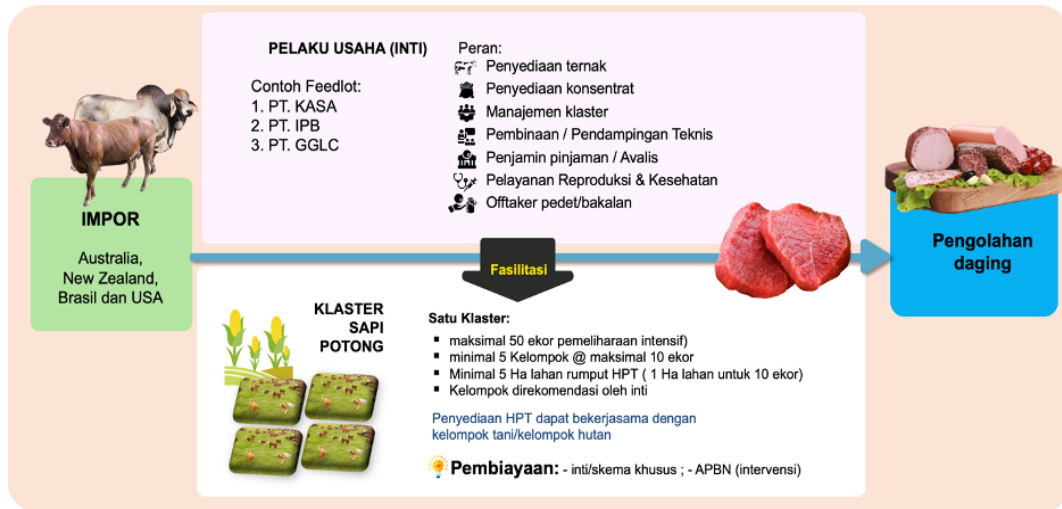 PELAKU USAHA (INTI)
Contoh Feedlot:
1. PT. KASA
2. PT. IPB
3. PT. GGLC
Peran:
Penyediaan ternak
Penyediaan konsentrat
Manajemen klaster
Pembinaan / Pendampingan Teknis
Penjamin pinjaman / Avalis
Pelayanan Reproduksi & Kesehatan
Offtaker pedet/bakalan
IMPOR
Australia,
New Zealand,
Brasil dan USA
Fasilitasi
Pengolahan
daging
KLASTER
SAPI
POTONG
Satu Klaster:
▪ maksimal 50 ekor pemeliharaan intensif)
▪ minimal 5 Kelompok @ maksimal 10 ekor
▪ Minimal 5 Ha lahan rumput HPT ( 1 Ha lahan untuk 10 ekor)
▪ Kelompok direkomendasi oleh inti
Penyediaan HPT dapat bekerjasama dengan
kelompok tani/kelompok hutan
Pembiayaan: - inti/skema khusus ; - APBN (intervensi)